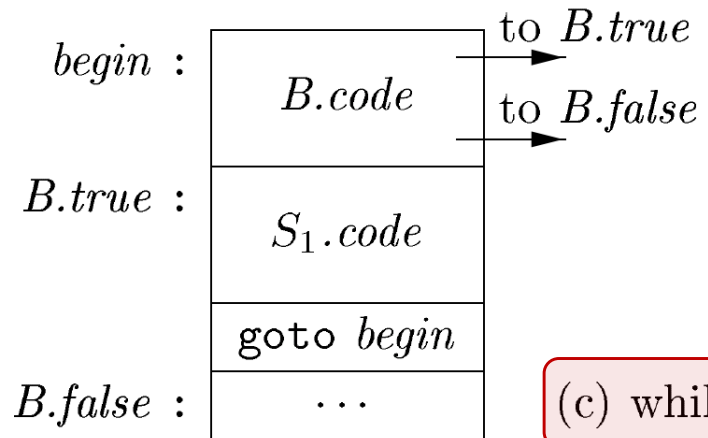 begin :
B.code
to B.true
to B.false
B.true :
S₁.code
goto begin
B.false :
···
(c) whil